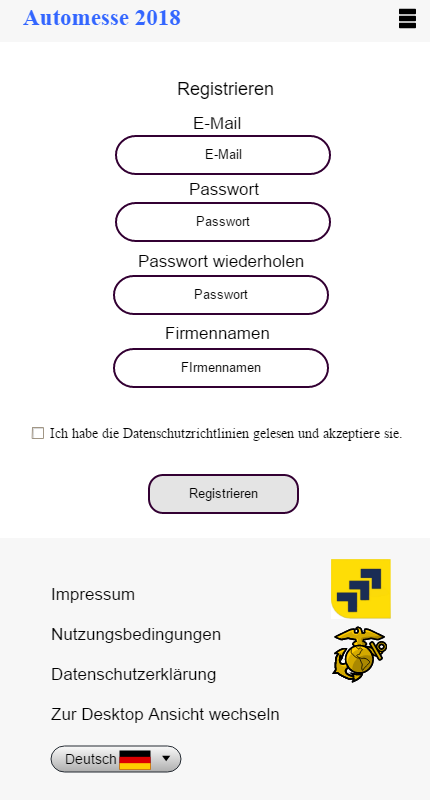 Automesse 2018
Registrieren
E-Mail
E-Mail
Passwort
Passwort
Passwort wiederholen
Passwort
Firmennamen
FIrmennamen
Ich habe die Datenschutzrichtlinien gelesen und akzeptiere sie.
Registrieren
Impressum
Nutzungsbedingungen
Datenschutzerklärung
Zur Desktop Ansicht wechseln
Deutsch